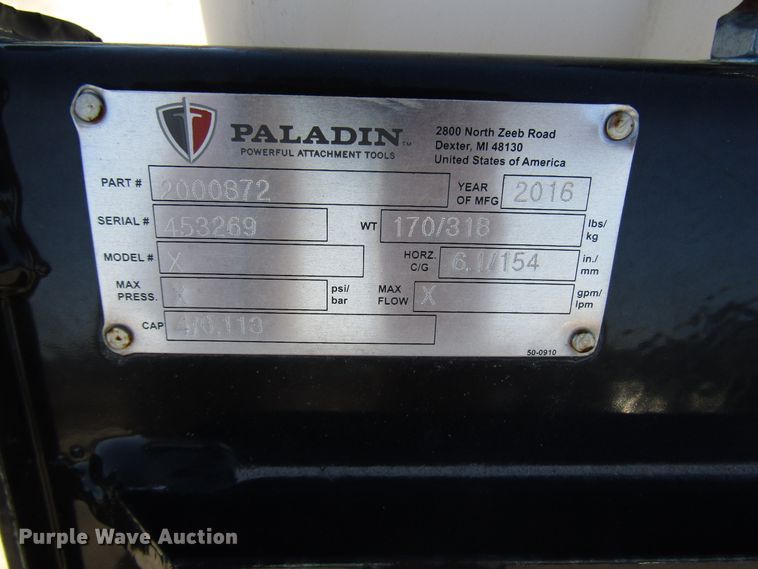 PALADIN™
POWERFUL ATTACHMENT TOOLS
2800 North Zeeb Road
Dexter, MI 48130
United States of America
PART # 2000872 YEAR OF MFG 2016
SERIAL # 453269 WT 170/318 lbs/ kg
MODEL # X HORZ. C/G 6.1/154 in./ mm
MAX PRESS. X psi/ bar MAX FLOW X gpm/ lpm
CAP 4/0.113
50-0910
Purple Wave Auction